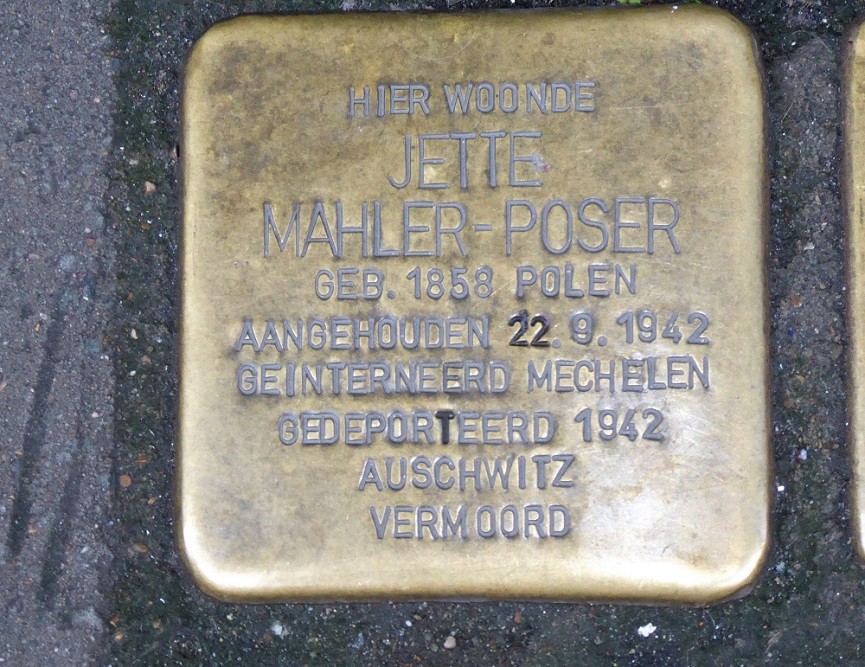 HIER WOONDE
JETTE
MAHLER-POSER
GEB. 1858 POLEN
AANGEHOUDEN 22.9.1942
GEINTERNEERD MECHELEN
GEDEPORTEERD 1942
AUSCHWITZ
VERMOORD